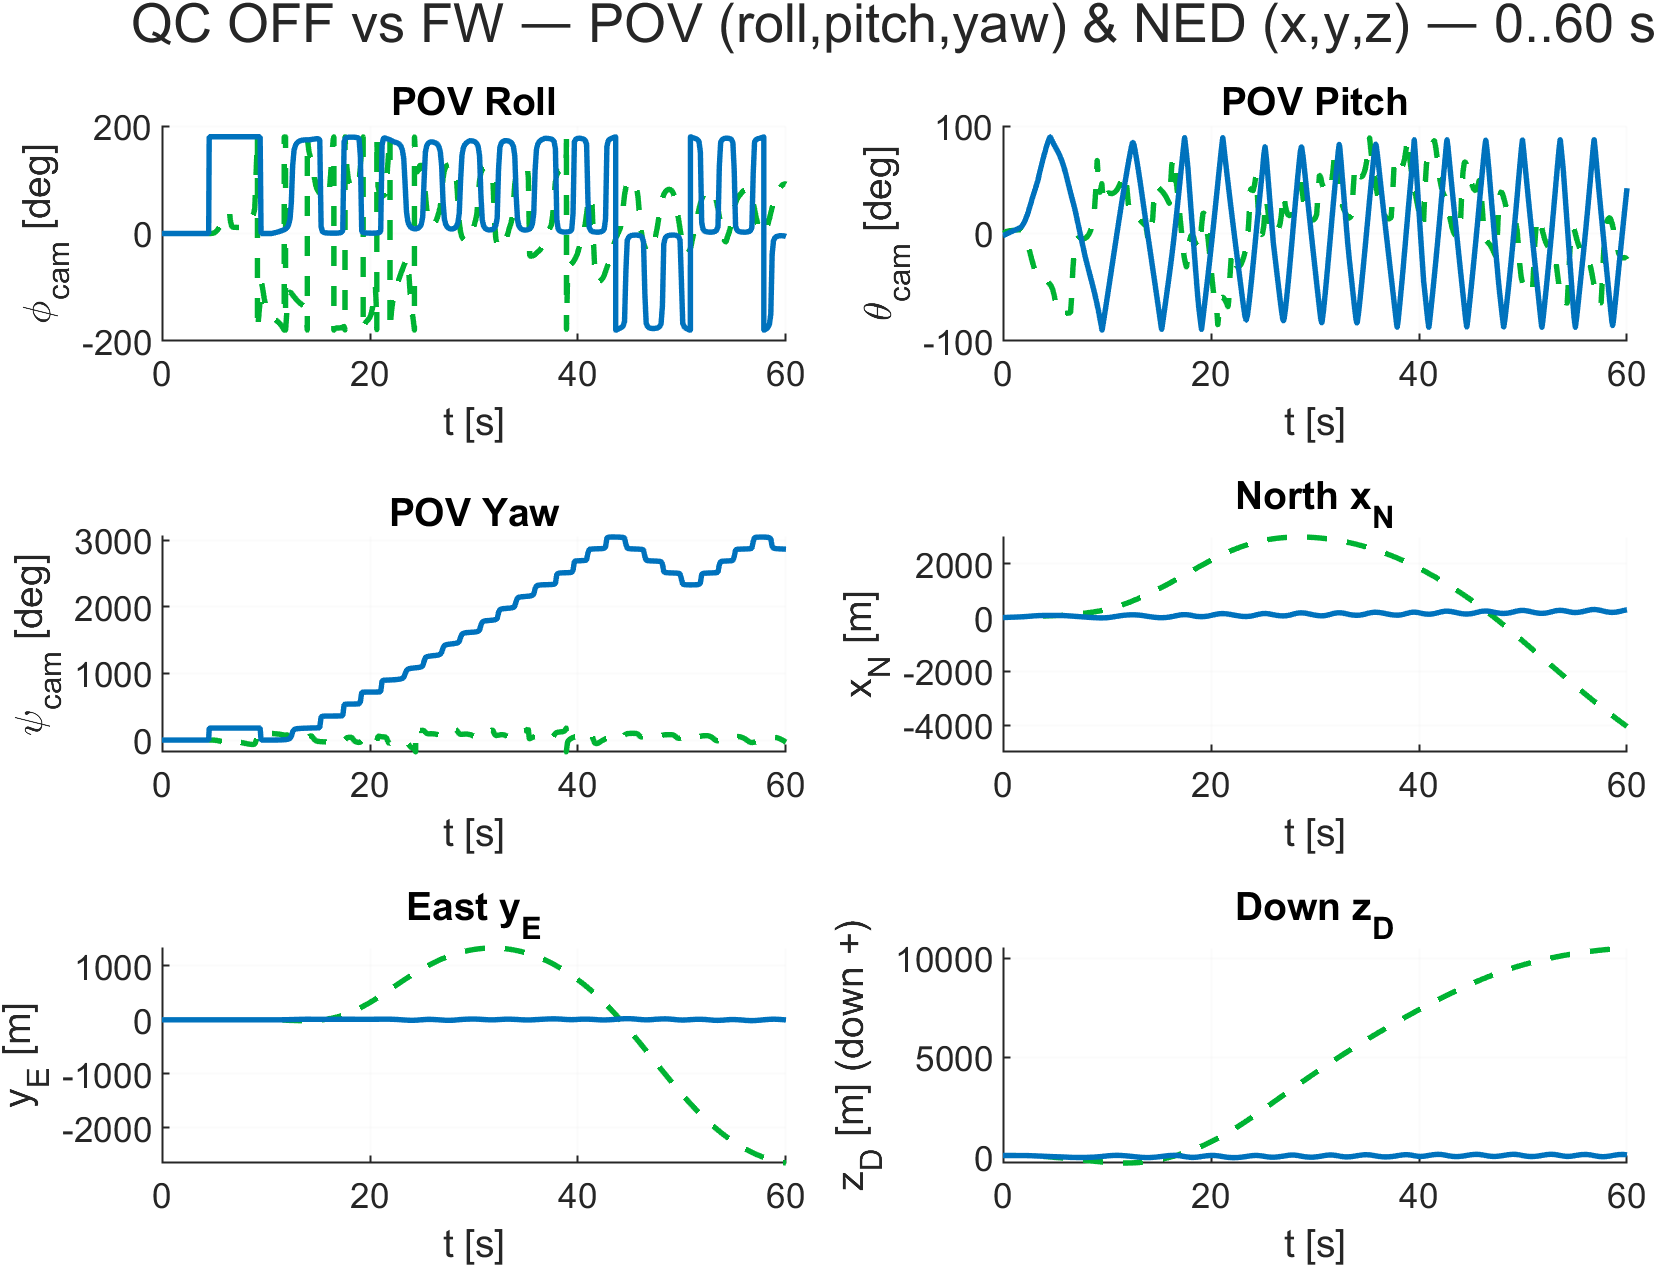 QC OFF vs FW — POV (roll,pitch,yaw) & NED (x,y,z) — 0..60 s
POV Roll
ϕcam [deg]
200
0
-200
0 20 40 60
t [s]
POV Pitch
θcam [deg]
100
0
-100
0 20 40 60
t [s]
POV Yaw
ψcam [deg]
3000
2000
1000
0
0 20 40 60
t [s]
North xN
xN [m]
2000
0
-2000
-4000
0 20 40 60
t [s]
East yE
yE [m]
1000
0
-1000
-2000
0 20 40 60
t [s]
Down zD
zD [m] (down +)
10000
5000
0
0 20 40 60
t [s]